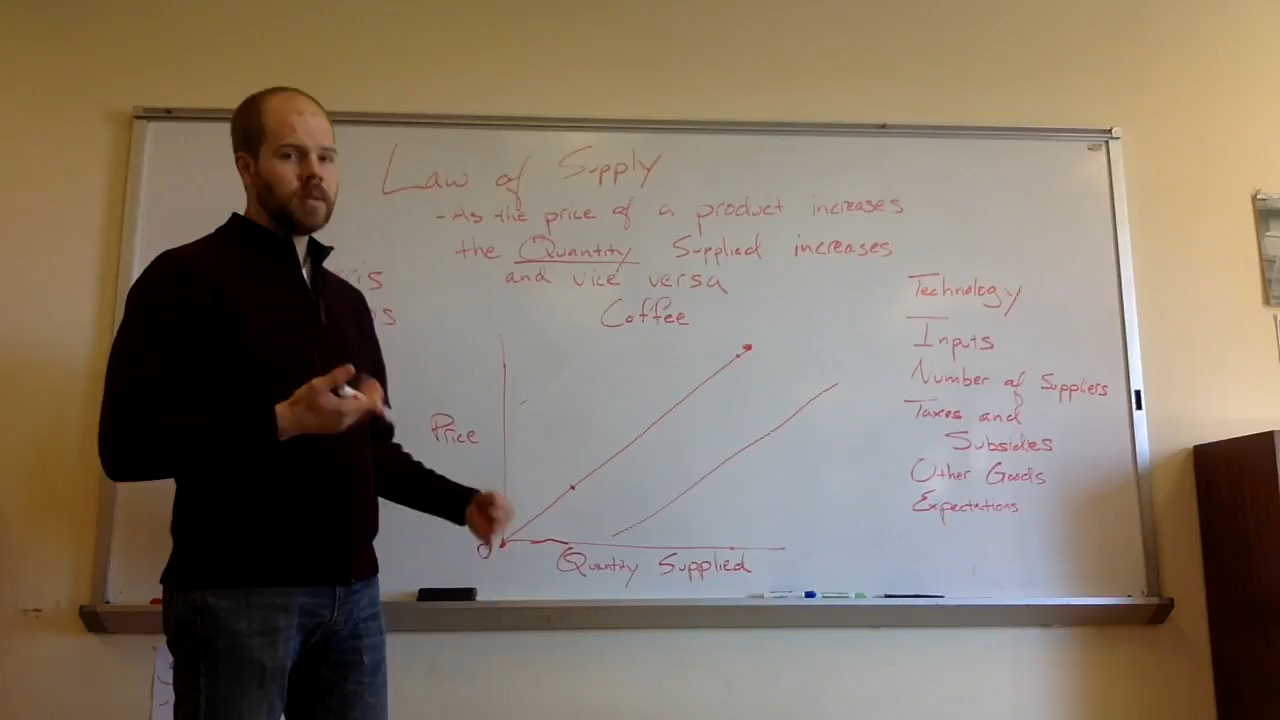 Law of Supply
- As the price of a product increases
the Quantity Supplied increases
and vice versa
Coffee
Price
0
Quantity Supplied
Technology
Inputs
Number of Suppliers
Taxes and
Subsidies
Other Goods
Expectations